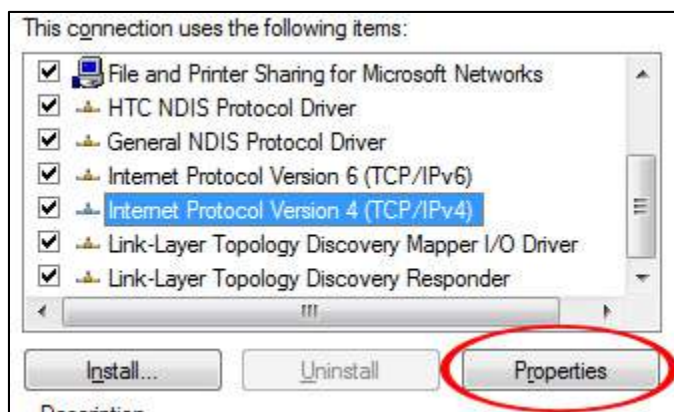 This connection uses the following items:
File and Printer Sharing for Microsoft Networks
HTC NDIS Protocol Driver
General NDIS Protocol Driver
Internet Protocol Version 6 (TCP/IPv6)
Internet Protocol Version 4 (TCP/IPv4)
Link-Layer Topology Discovery Mapper I/O Driver
Link-Layer Topology Discovery Responder
Install... Uninstall Properties
Description